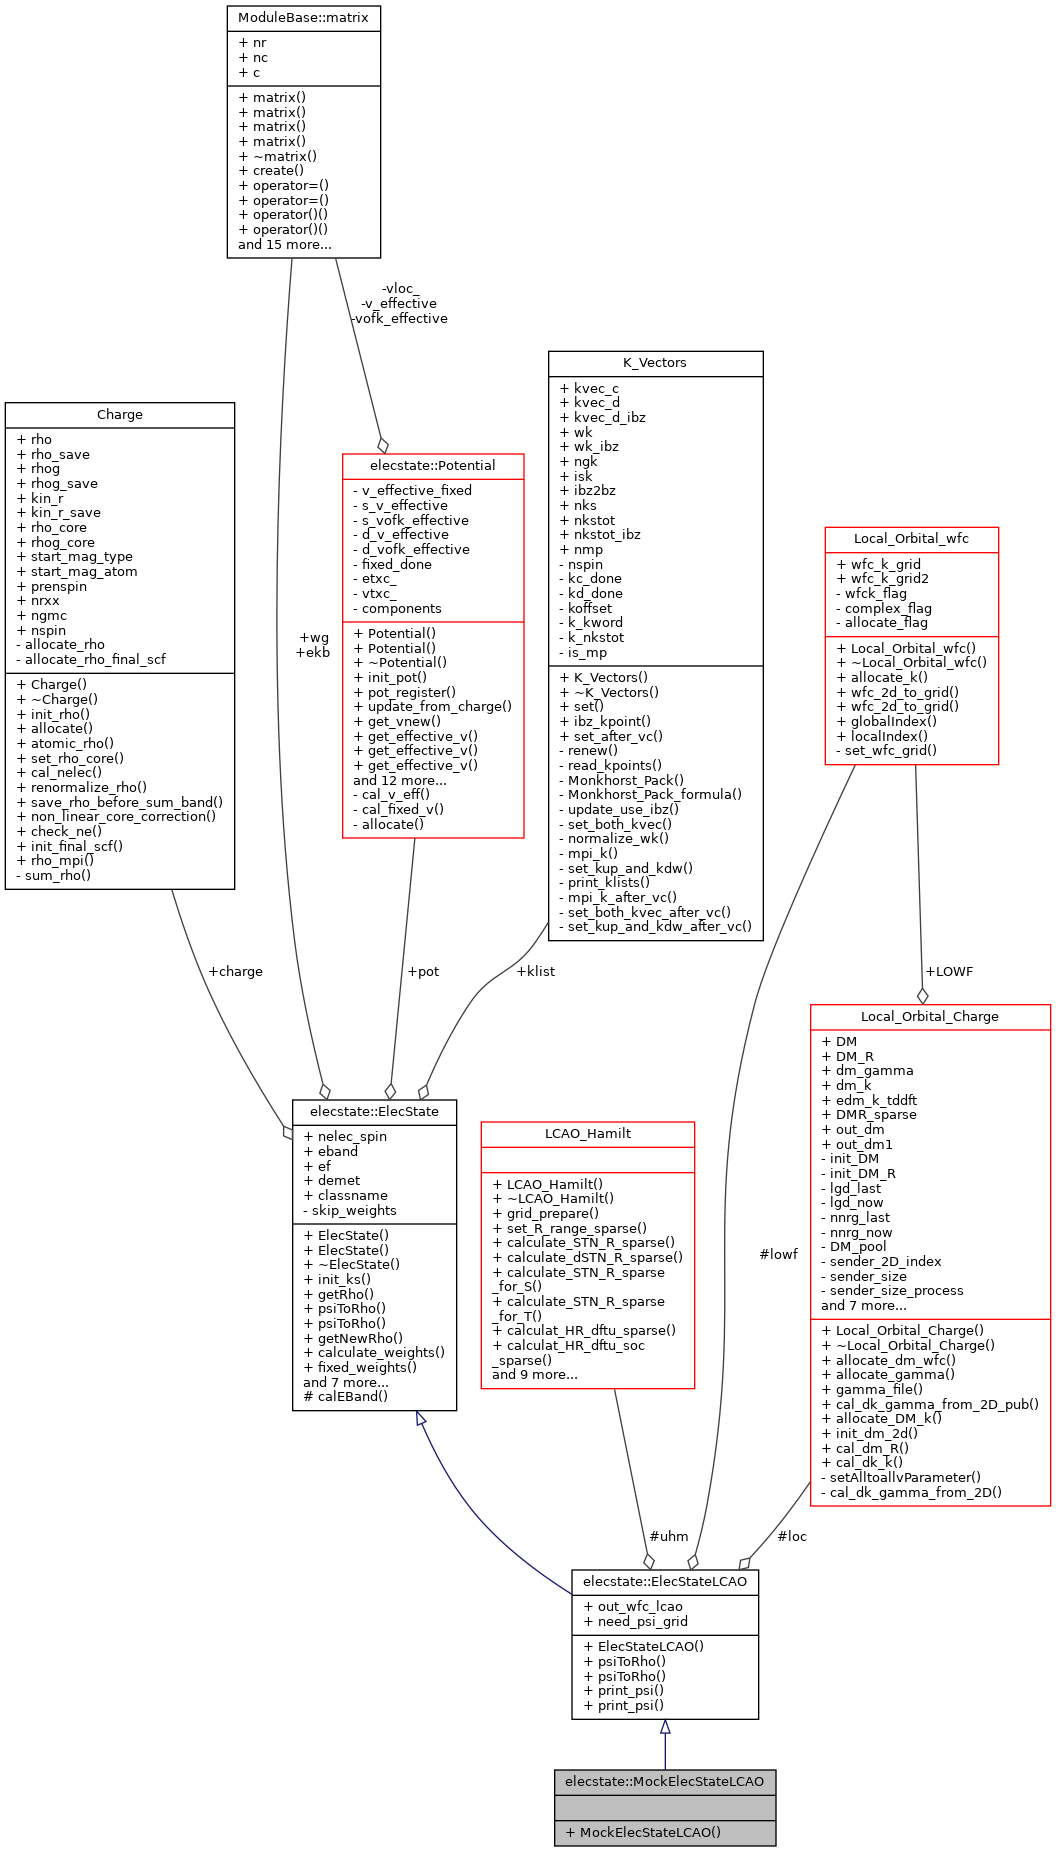 ModuleBase::matrix
+ nr
+ nc
+ c
+ matrix()
+ matrix()
+ matrix()
+ matrix()
+ ~matrix()
+ create()
+ operator=()
+ operator=()
+ operator()()
+ operator()()
and 15 more...
-vloc_
-v_effective
-vofk_effective
K_Vectors
+ kvec_c
+ kvec_d
+ kvec_d_ibz
+ wk
+ wk_ibz
+ ngk
+ isk
+ ibz2bz
+ nks
+ nkstot
+ nkstot_ibz
+ nmp
- nspin
- kc_done
- kd_done
- koffset
- k_kword
- k_nkstot
- is_mp
+ K_Vectors()
+ ~K_Vectors()
+ set()
+ ibz_kpoint()
+ set_after_vc()
- renew()
- read_kpoints()
- Monkhorst_Pack()
- Monkhorst_Pack_formula()
- update_use_ibz()
- set_both_kvec()
- normalize_wk()
- mpi_k()
- set_kup_and_kdw()
- print_klists()
- mpi_k_after_vc()
- set_both_kvec_after_vc()
- set_kup_and_kdw_after_vc()
Charge
+ rho
+ rho_save
+ rhog
+ rhog_save
+ kin_r
+ kin_r_save
+ rho_core
+ rhog_core
+ start_mag_type
+ start_mag_atom
+ prenspin
+ nrxx
+ ngmc
+ nspin
- allocate_rho
- allocate_rho_final_scf
+ Charge()
+ ~Charge()
+ init_rho()
+ allocate()
+ atomic_rho()
+ set_rho_core()
+ cal_nelec()
+ renormalize_rho()
+ save_rho_before_sum_band()
+ non_linear_core_correction()
+ check_ne()
+ init_final_scf()
+ rho_mpi()
- sum_rho()
elecstate::Potential
- v_effective_fixed
- s_v_effective
- s_vofk_effective
- d_v_effective
- d_vofk_effective
- fixed_done
- etxc_
- vtxc_
- components
+ Potential()
+ Potential()
+ ~Potential()
+ init_pot()
+ pot_register()
+ update_from_charge()
+ get_vnew()
+ get_effective_v()
+ get_effective_v()
+ get_effective_v()
and 12 more...
- cal_v_eff()
- cal_fixed_v()
- allocate()
+wg
+ekb
Local_Orbital_wfc
+ wfc_k_grid
+ wfc_k_grid2
- wfck_flag
- complex_flag
- allocate_flag
+ Local_Orbital_wfc()
+ ~Local_Orbital_wfc()
+ allocate_k()
+ wfc_2d_to_grid()
+ wfc_2d_to_grid()
+ globalIndex()
+ localIndex()
- set_wfc_grid()
+charge
+pot
+klist
+LOWF
Local_Orbital_Charge
+ DM
+ DM_R
+ dm_gamma
+ dm_k
+ edm_k_tddft
+ DMR_sparse
+ out_dm
+ out_dm1
- init_DM
- init_DM_R
- lgd_last
- lgd_now
- nnrg_last
- nnrg_now
- DM_pool
- sender_2D_index
- sender_size
- sender_size_process
and 7 more...
+ Local_Orbital_Charge()
+ ~Local_Orbital_Charge()
+ allocate_dm_wfc()
+ allocate_gamma()
+ gamma_file()
+ cal_dk_gamma_from_2D_pub()
+ allocate_DM_k()
+ init_dm_2d()
+ cal_dm_R()
+ cal_dk_k()
- setAlltoallvParameter()
- cal_dk_gamma_from_2D()
elecstate::ElecState
+ nelec_spin
+ eband
+ ef
+ demet
+ classname
- skip_weights
+ ElecState()
+ ElecState()
+ ~ElecState()
+ init_ks()
+ getRho()
+ psiToRho()
+ psiToRho()
+ getNewRho()
+ calculate_weights()
+ fixed_weights()
and 7 more...
# calEBand()
LCAO_Hamilt
+ LCAO_Hamilt()
+ ~LCAO_Hamilt()
+ grid_prepare()
+ set_R_range_sparse()
+ calculate_STN_R_sparse()
+ calculate_dSTN_R_sparse()
+ calculate_STN_R_sparse
_for_S()
+ calculate_STN_R_sparse
_for_T()
+ calculat_HR_dftu_sparse()
+ calculat_HR_dftu_soc
_sparse()
and 9 more...
#lowf
#uhm
#loc
elecstate::ElecStateLCAO
+ out_wfc_lcao
+ need_psi_grid
+ ElecStateLCAO()
+ psiToRho()
+ psiToRho()
+ print_psi()
+ print_psi()
elecstate::MockElecStateLCAO
+ MockElecStateLCAO()